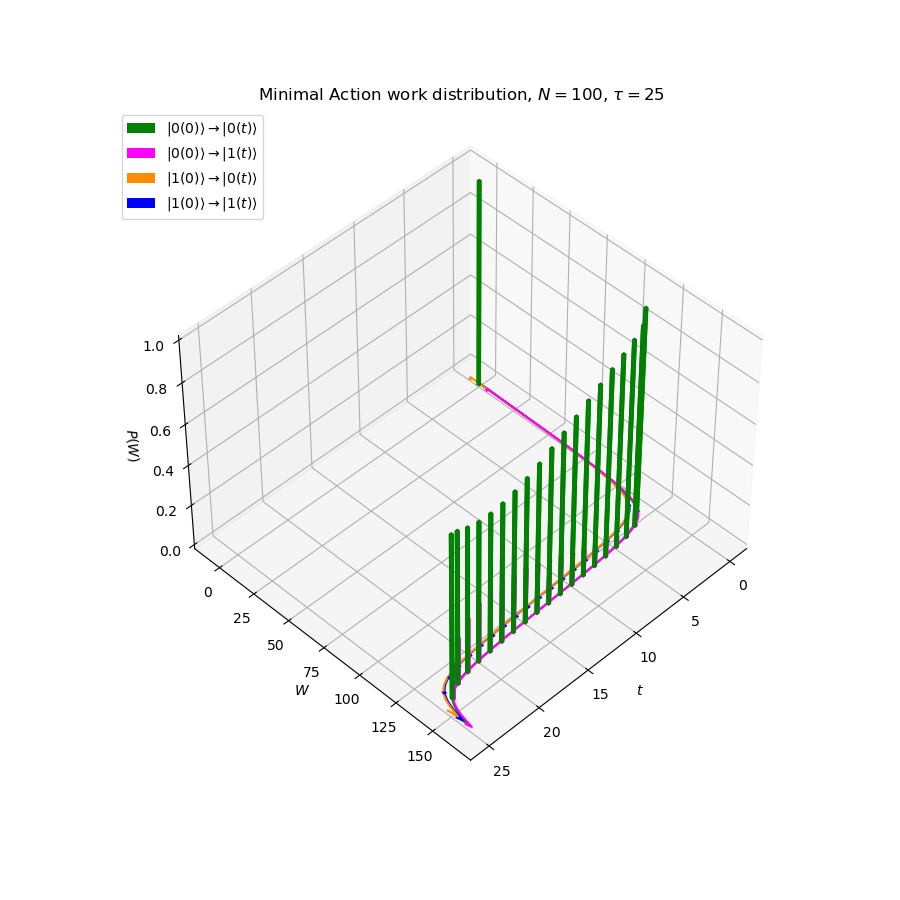 Minimal Action work distribution, N = 100, τ = 25
|0(0)⟩ → |0(t)⟩
|0(0)⟩ → |1(t)⟩
|1(0)⟩ → |0(t)⟩
|1(0)⟩ → |1(t)⟩
1.0
0.8
0.6
0.4
0.2
0.0
P(W)
0
25
50
75
100
125
150
W
0
5
10
15
20
25
t